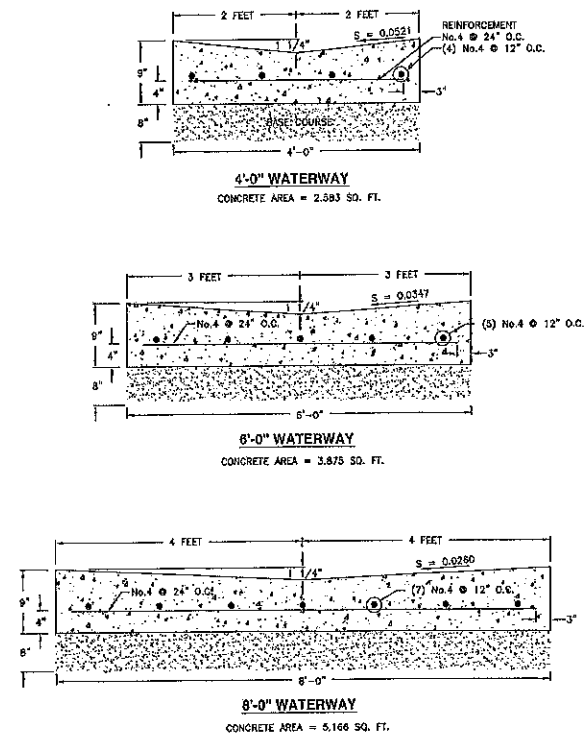 2 FEET 2 FEET
REINFORCEMENT
No.4 @ 24" O.C.
(4) No.4 @ 12" O.C.
S = 0.0521
1 1/4"
9"
4"
3"
8"
BASE COURSE
4'-0"
4'-0" WATERWAY
CONCRETE AREA = 2.583 SQ. FT.
3 FEET 3 FEET
1 1/4"
S = 0.0347
No.4 @ 24" O.C.
(5) No.4 @ 12" O.C.
9"
4"
3"
8"
6'-0"
6'-0" WATERWAY
CONCRETE AREA = 3.875 SQ. FT.
4 FEET 4 FEET
1 1/4"
S = 0.0260
No.4 @ 24" O.C.
(7) No.4 @ 12" O.C.
9"
4"
3"
8"
8'-0"
8'-0" WATERWAY
CONCRETE AREA = 5.166 SQ. FT.